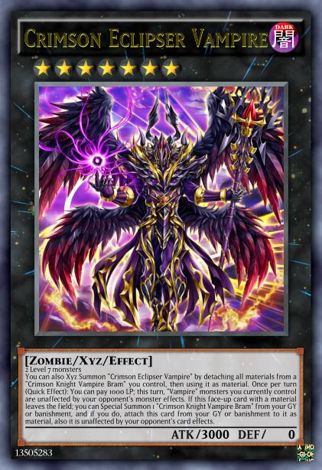 Crimson Eclipser Vampire
DARK
闇
[Zombie/Xyz/Effect]
2 Level 7 monsters
You can also Xyz Summon "Crimson Eclipser Vampire" by detaching all materials from a
"Crimson Knight Vampire Bram" you control, then using it as material. Once per turn
(Quick Effect): You can pay 1000 LP; this turn, "Vampire" monsters you currently control
are unaffected by your opponent's monster effects. If this face-up card with a material
leaves the field: you can Special Summon 1 "Crimson Knight Vampire Bram" from your GY
or banishment, and if you do, attach this card from your GY or banishment to it as
material, also it is unaffected by your opponent's card effects.
ATK/3000 DEF/ 0
13505283